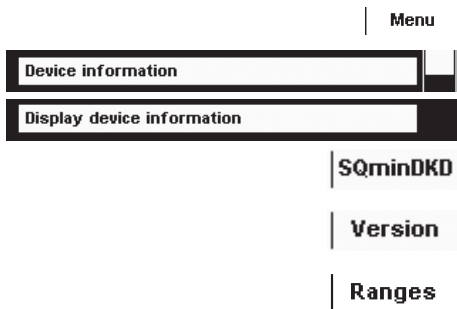 Menu
Device information
Display device information
SQminDKD
Version
Ranges